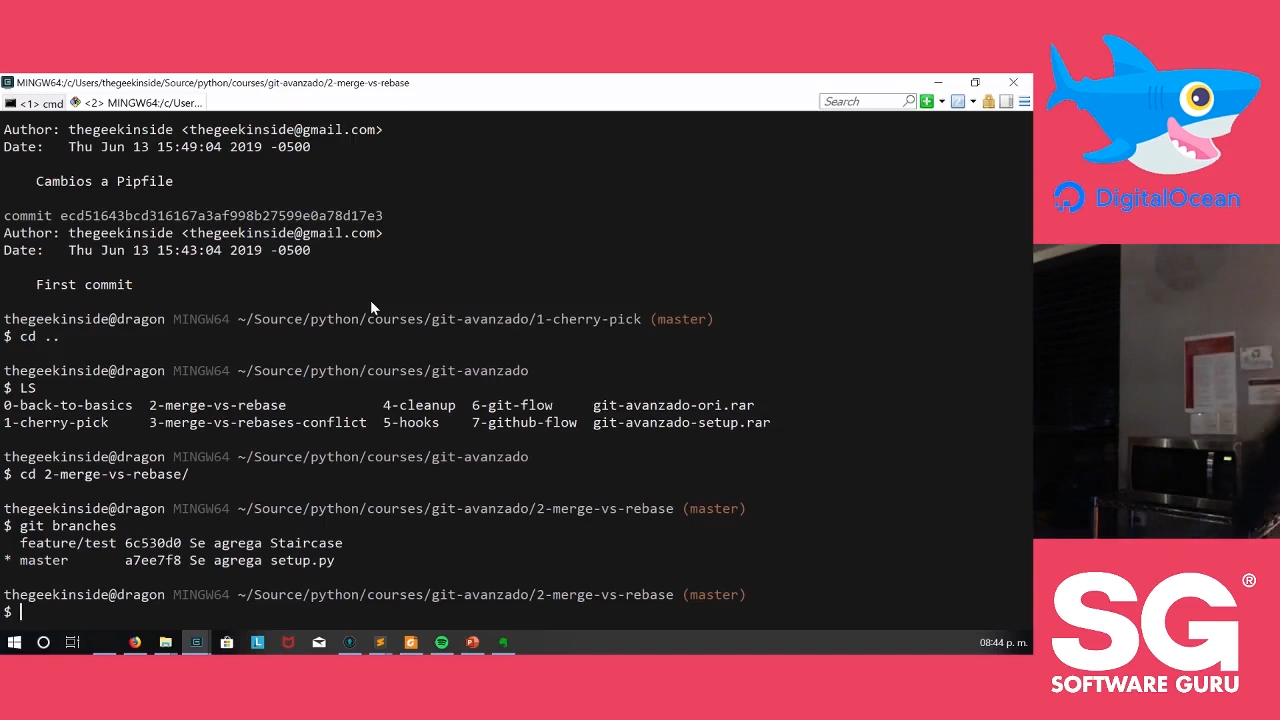 MINGW64:/c/Users/thegeekinside/Source/python/courses/git-avanzado/2-merge-vs-rebase
<1> cmd
<2> MINGW64:/c/User...
Search
Author: thegeekinside <thegeekinside@gmail.com>
Date:   Thu Jun 13 15:49:04 2019 -0500
Cambios a Pipfile
commit ecd51643bcd316167a3af998b27599e0a78d17e3
Author: thegeekinside <thegeekinside@gmail.com>
Date:   Thu Jun 13 15:43:04 2019 -0500
First commit
thegeekinside@dragon MINGW64 ~/Source/python/courses/git-avanzado/1-cherry-pick (master)
$ cd ..
thegeekinside@dragon MINGW64 ~/Source/python/courses/git-avanzado
$ LS
0-back-to-basics  2-merge-vs-rebase            4-cleanup  6-git-flow     git-avanzado-ori.rar
1-cherry-pick     3-merge-vs-rebases-conflict  5-hooks    7-github-flow  git-avanzado-setup.rar
thegeekinside@dragon MINGW64 ~/Source/python/courses/git-avanzado
$ cd 2-merge-vs-rebase/
thegeekinside@dragon MINGW64 ~/Source/python/courses/git-avanzado/2-merge-vs-rebase (master)
$ git branches
feature/test 6c530d0 Se agrega Staircase
* master       a7ee7f8 Se agrega setup.py
thegeekinside@dragon MINGW64 ~/Source/python/courses/git-avanzado/2-merge-vs-rebase (master)
$
08:44 p. m.
DigitalOcean
SG®
SOFTWARE GURU